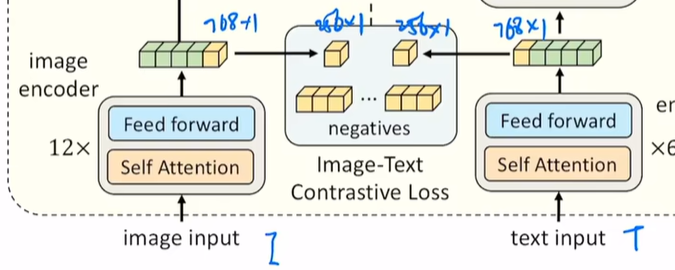 768×1
256×1
256×1
768×1
image
encoder
12×
Feed forward
Self Attention
...
negatives
Image-Text
Contrastive Loss
Feed forward
Self Attention
er
×6
image input I
text input T